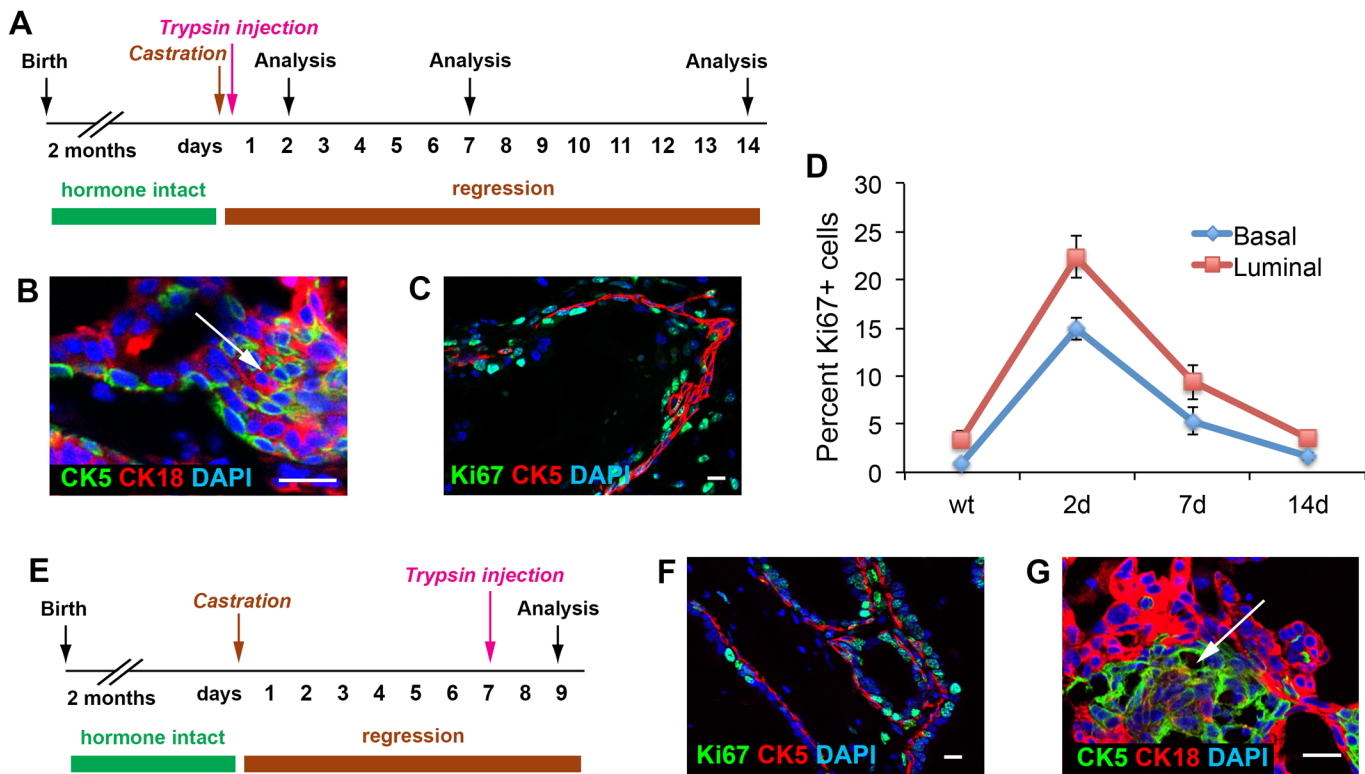 A
Trypsin injection
Castration
Birth
Analysis
Analysis
Analysis
2 months
days
1 2 3 4 5 6 7 8 9 10 11 12 13 14
hormone intact
regression
B
CK5 CK18 DAPI
C
Ki67 CK5 DAPI
D
Percent Ki67+ cells
30
25
20
15
10
5
0
Basal
Luminal
wt 2d 7d 14d
E
Trypsin injection
Birth
Castration
Analysis
2 months
days
1 2 3 4 5 6 7 8 9
hormone intact
regression
F
Ki67 CK5 DAPI
G
CK5 CK18 DAPI